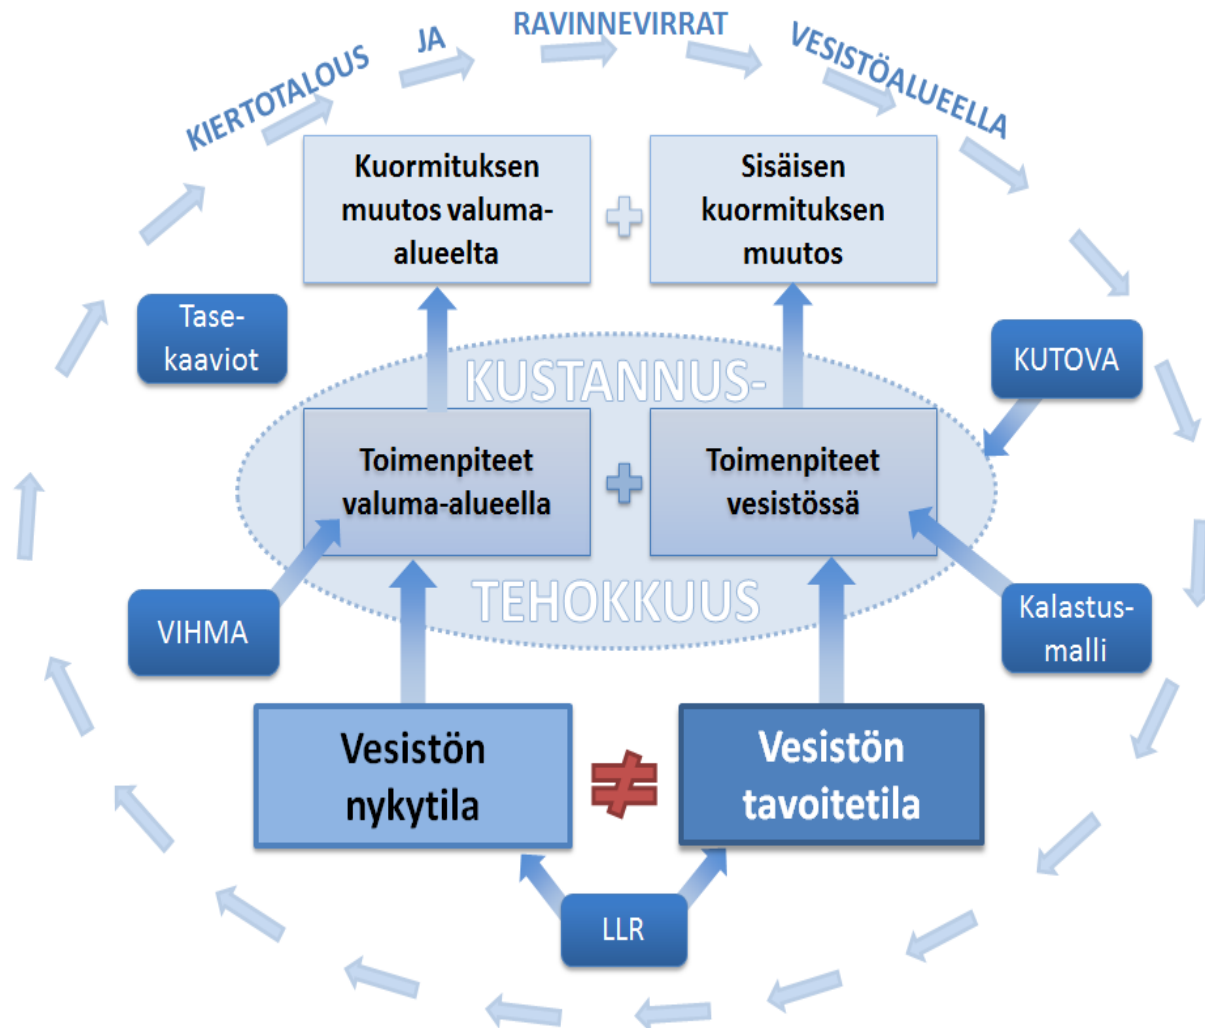 KIERTOTALOUS JA RAVINNEVIRRAT VESISTÖALUEELLA
Kuormituksen
muutos valuma-
alueelta
Sisäisen
kuormituksen
muutos
Tase-
kaaviot
KUTOVA
KUSTANNUS-
Toimenpiteet
valuma-alueella
Toimenpiteet
vesistössä
TEHOKKUUS
VIHMA
Kalastus-
malli
Vesistön
nykytila
Vesistön
tavoitetila
LLR